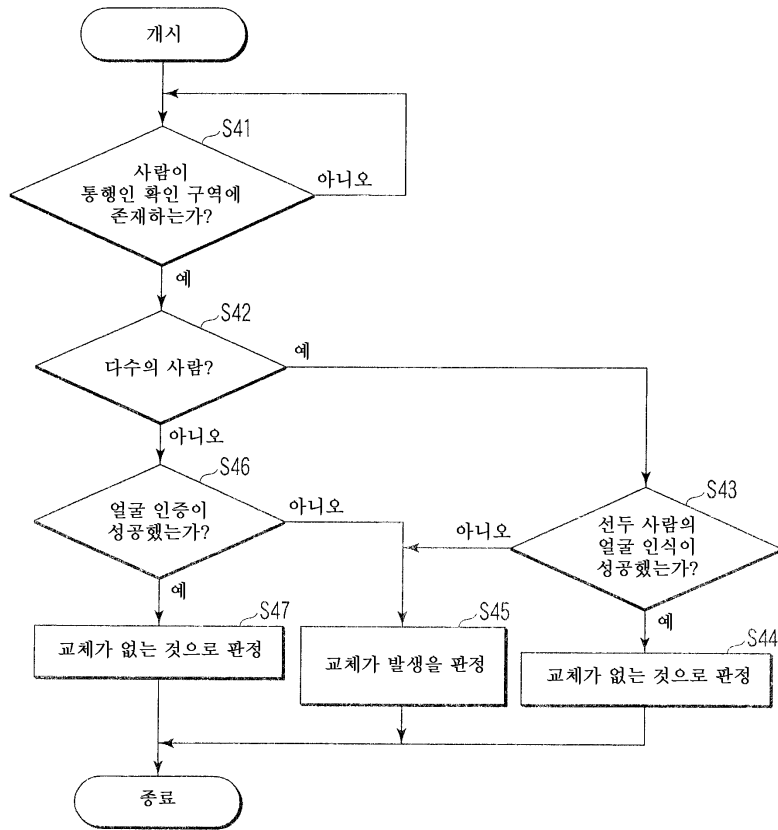 개시
S41
사람이
통행인 확인 구역에
존재하는가?
아니오
예
S42
다수의 사람?
예
아니오
S46
얼굴 인증이
성공했는가?
아니오
예
S43
선두 사람의
얼굴 인식이
성공했는가?
아니오
예
S47
교체가 없는 것으로 판정
S45
교체가 발생을 판정
S44
교체가 없는 것으로 판정
종료